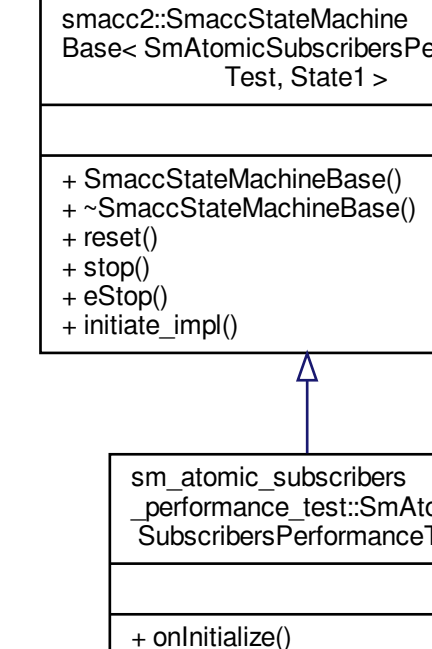 smacc2::SmaccStateMachine
Base< SmAtomicSubscribersPe
Test, State1 >
+ SmaccStateMachineBase()
+ ~SmaccStateMachineBase()
+ reset()
+ stop()
+ eStop()
+ initiate_impl()
sm_atomic_subscribers
_performance_test::SmAto
SubscribersPerformanceT
+ onInitialize()